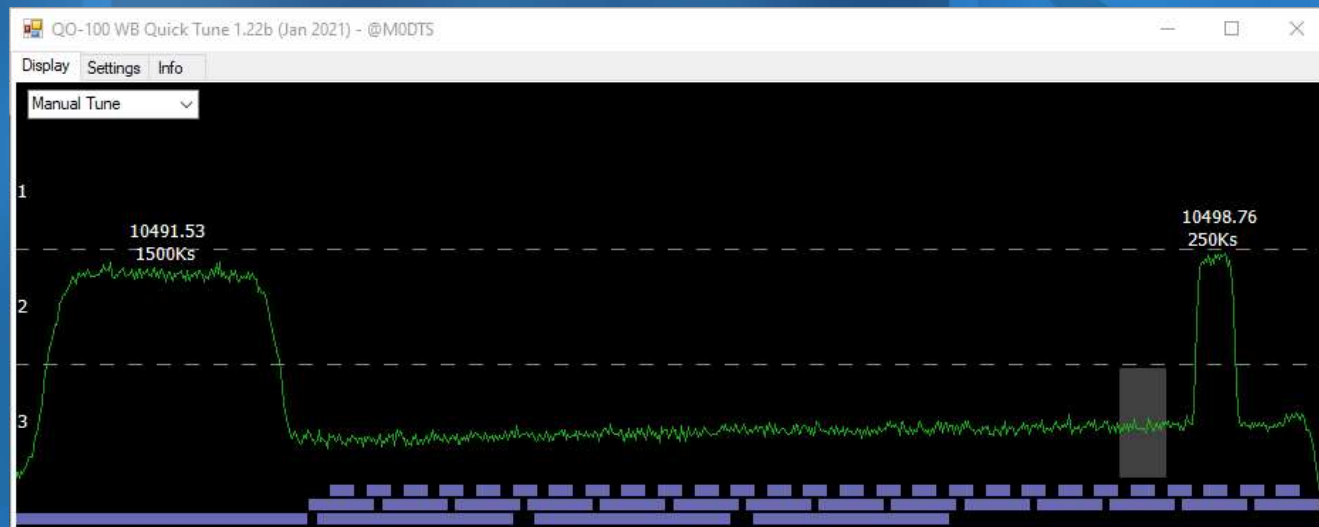 QO-100 WB Quick Tune 1.22b (Jan 2021) - @M0DTS
Display Settings Info
Manual Tune
1
10491.53
1500Ks
10498.76
250Ks
2
3